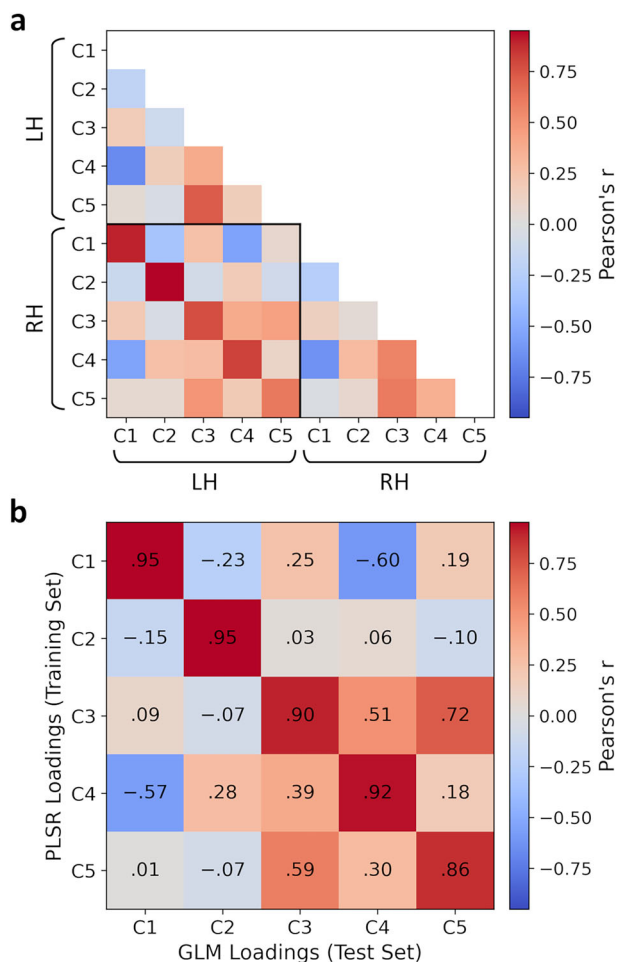 a
LH
C1
C2
C3
C4
C5
RH
C1
C2
C3
C4
C5
C1 C2 C3 C4 C5 C1 C2 C3 C4 C5
LH RH
0.75
0.50
0.25
0.00
−0.25
−0.50
−0.75
Pearson's r
b
PLSR Loadings (Training Set)
C1 .95 −.23 .25 −.60 .19
C2 −.15 .95 .03 .06 −.10
C3 .09 −.07 .90 .51 .72
C4 −.57 .28 .39 .92 .18
C5 .01 −.07 .59 .30 .86
C1 C2 C3 C4 C5
GLM Loadings (Test Set)
0.75
0.50
0.25
0.00
−0.25
−0.50
−0.75
Pearson's r